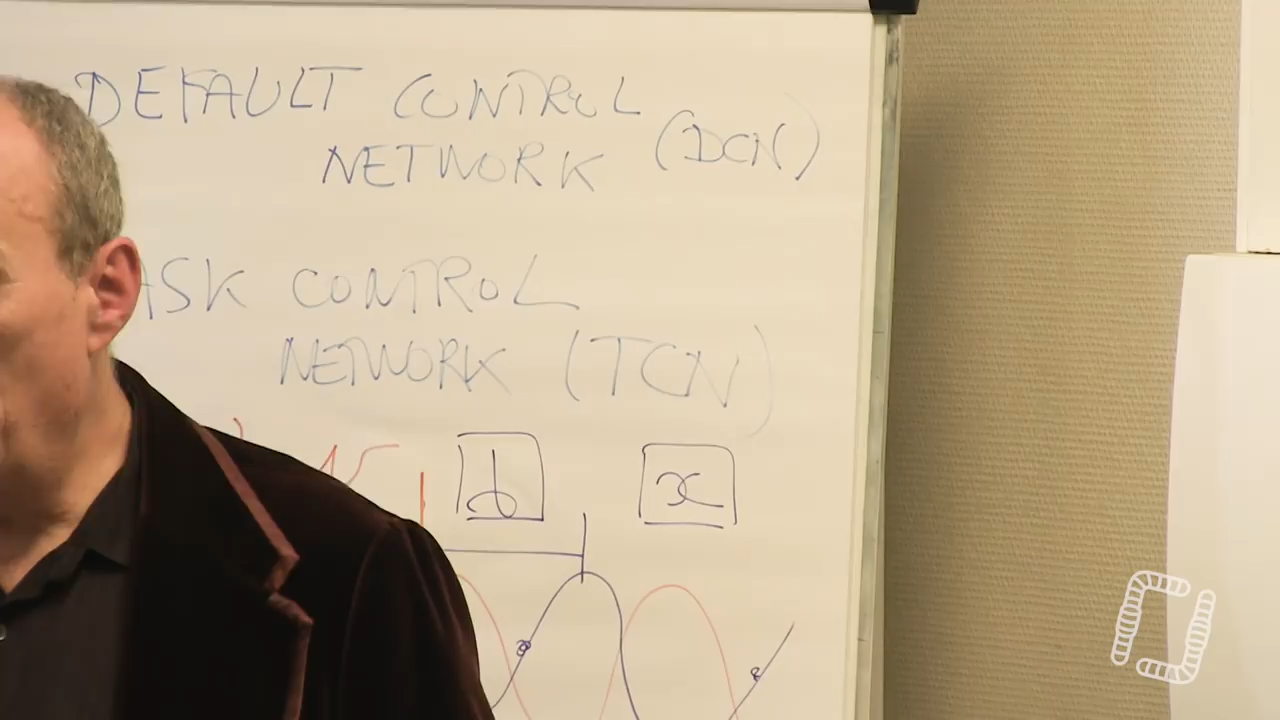 DEFAULT CONTROL
NETWORK (DCN)
ASK CONTROL
NETWORK (TCN)
x